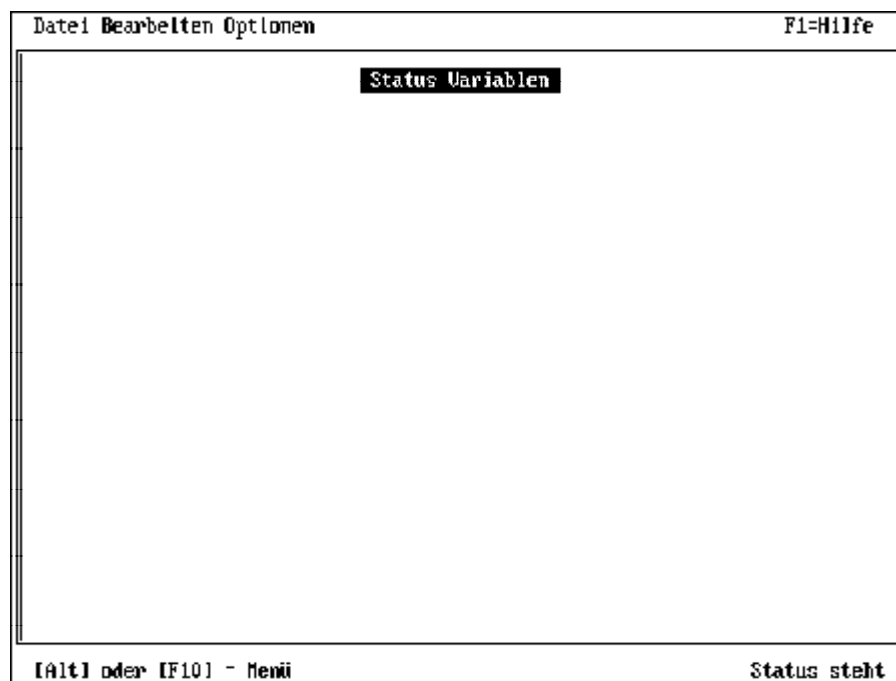 Datei Bearbeiten Optionen F1=Hilfe
Status Variablen
[Alt] oder [F10] - Menü Status steht